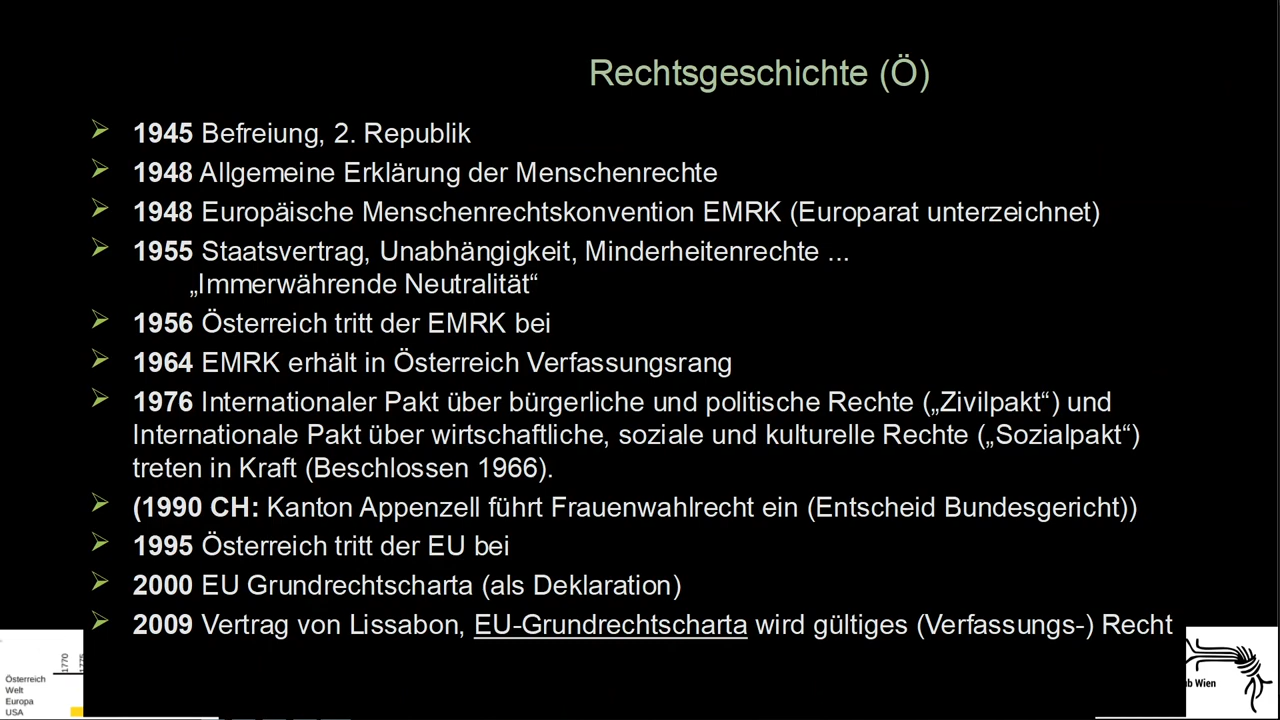 Rechtsgeschichte (Ö)
1945 Befreiung, 2. Republik
1948 Allgemeine Erklärung der Menschenrechte
1948 Europäische Menschenrechtskonvention EMRK (Europarat unterzeichnet)
1955 Staatsvertrag, Unabhängigkeit, Minderheitenrechte ...
„Immerwährende Neutralität“
1956 Österreich tritt der EMRK bei
1964 EMRK erhält in Österreich Verfassungsrang
1976 Internationaler Pakt über bürgerliche und politische Rechte („Zivilpakt“) und
Internationale Pakt über wirtschaftliche, soziale und kulturelle Rechte („Sozialpakt“)
treten in Kraft (Beschlossen 1966).
(1990 CH: Kanton Appenzell führt Frauenwahlrecht ein (Entscheid Bundesgericht))
1995 Österreich tritt der EU bei
2000 EU Grundrechtscharta (als Deklaration)
2009 Vertrag von Lissabon, EU-Grundrechtscharta wird gültiges (Verfassungs-) Recht
1770
Österreich
Welt
Europa
USA
Wien